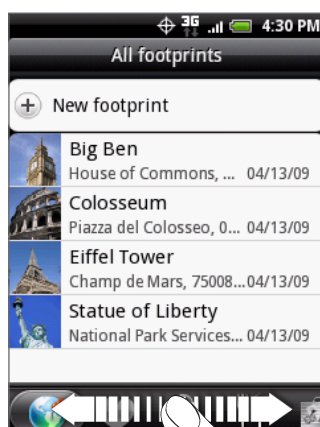 3G 4:30 PM
All footprints
New footprint
Big Ben
House of Commons, ... 04/13/09
Colosseum
Piazza del Colosseo, 0... 04/13/09
Eiffel Tower
Champ de Mars, 75008... 04/13/09
Statue of Liberty
National Park Services... 04/13/09